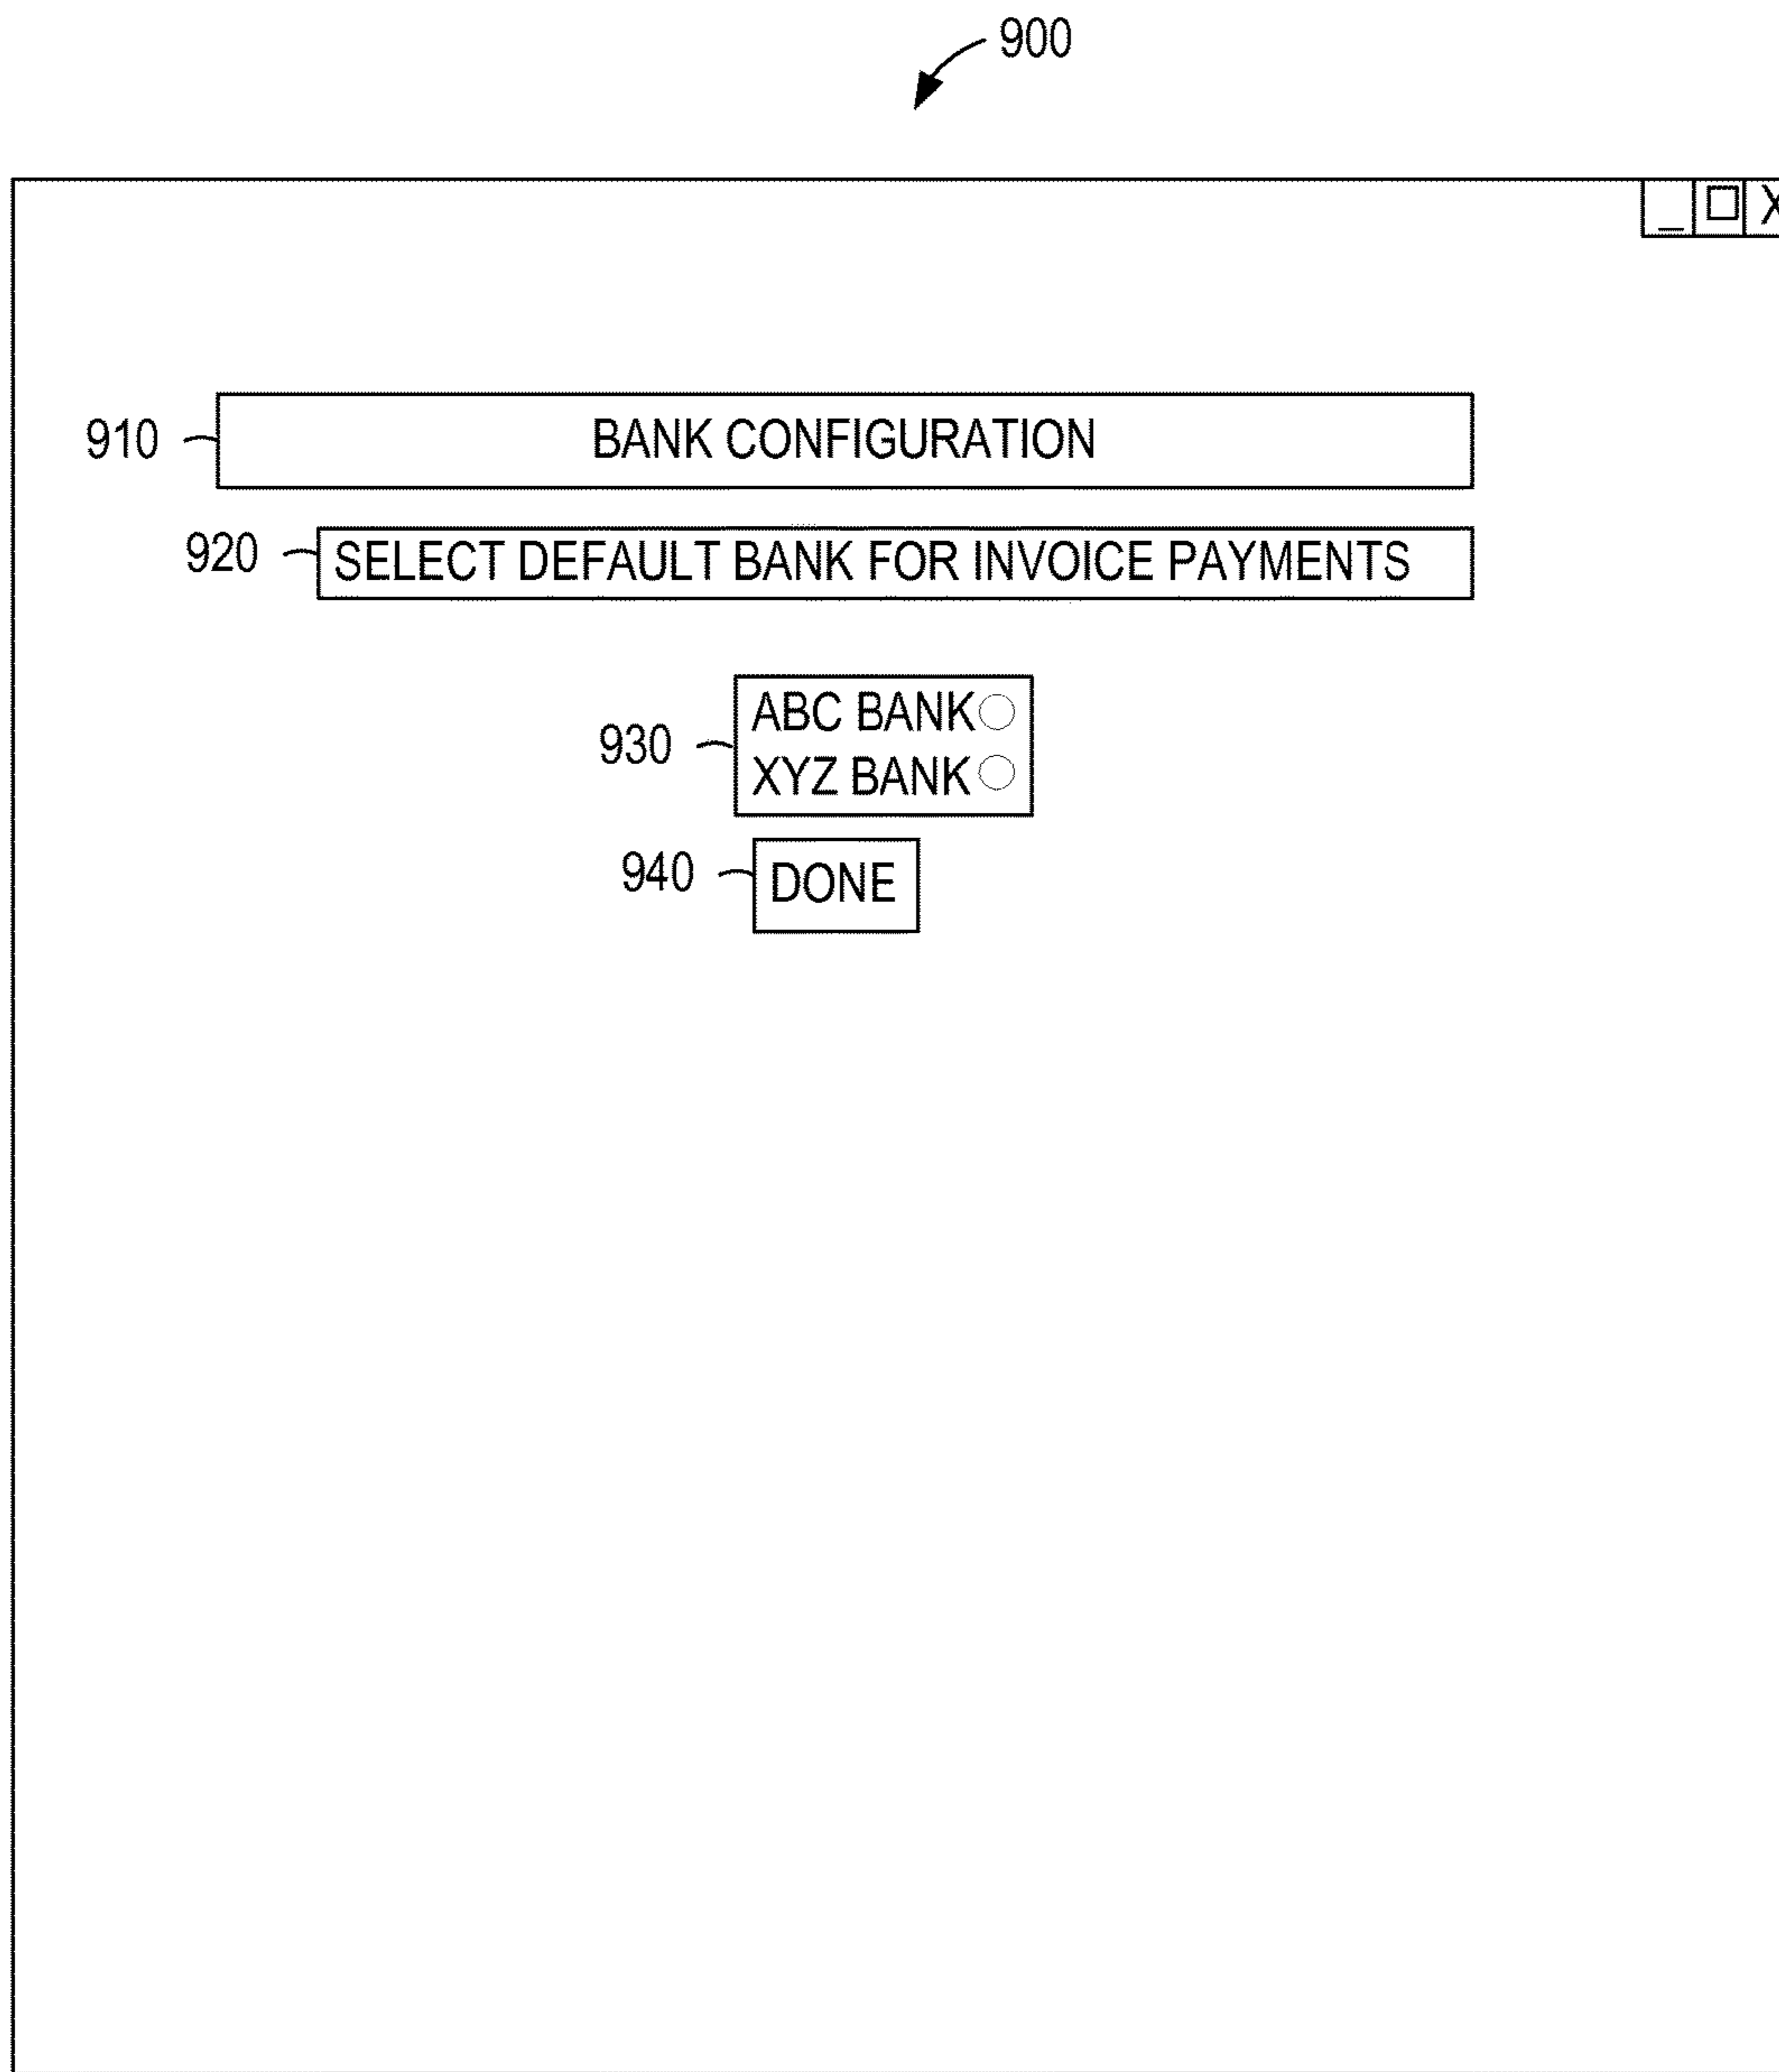 900
_ □ X
910 BANK CONFIGURATION
920 SELECT DEFAULT BANK FOR INVOICE PAYMENTS
ABC BANK
930
XYZ BANK
940 DONE